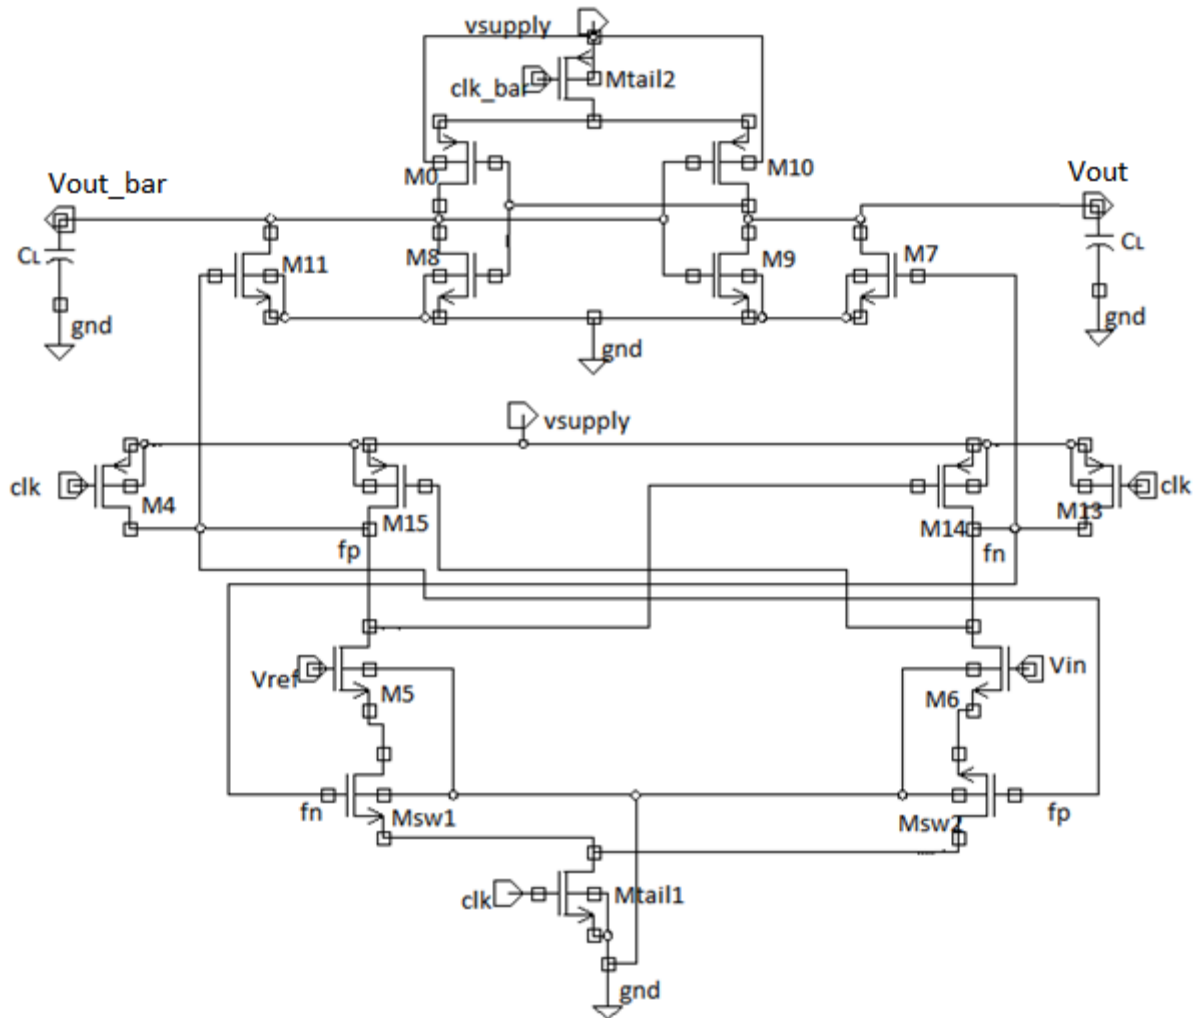 vsupply
clk_bar
Mtail2
M0
M10
Vout_bar
Vout
CL
M11
M8
M9
M7
CL
gnd
gnd
gnd
vsupply
clk
M4
M15
M14
M13
clk
fp
fn
Vref
M5
M6
Vin
fn
Msw1
Msw2
fp
clk
Mtail1
gnd